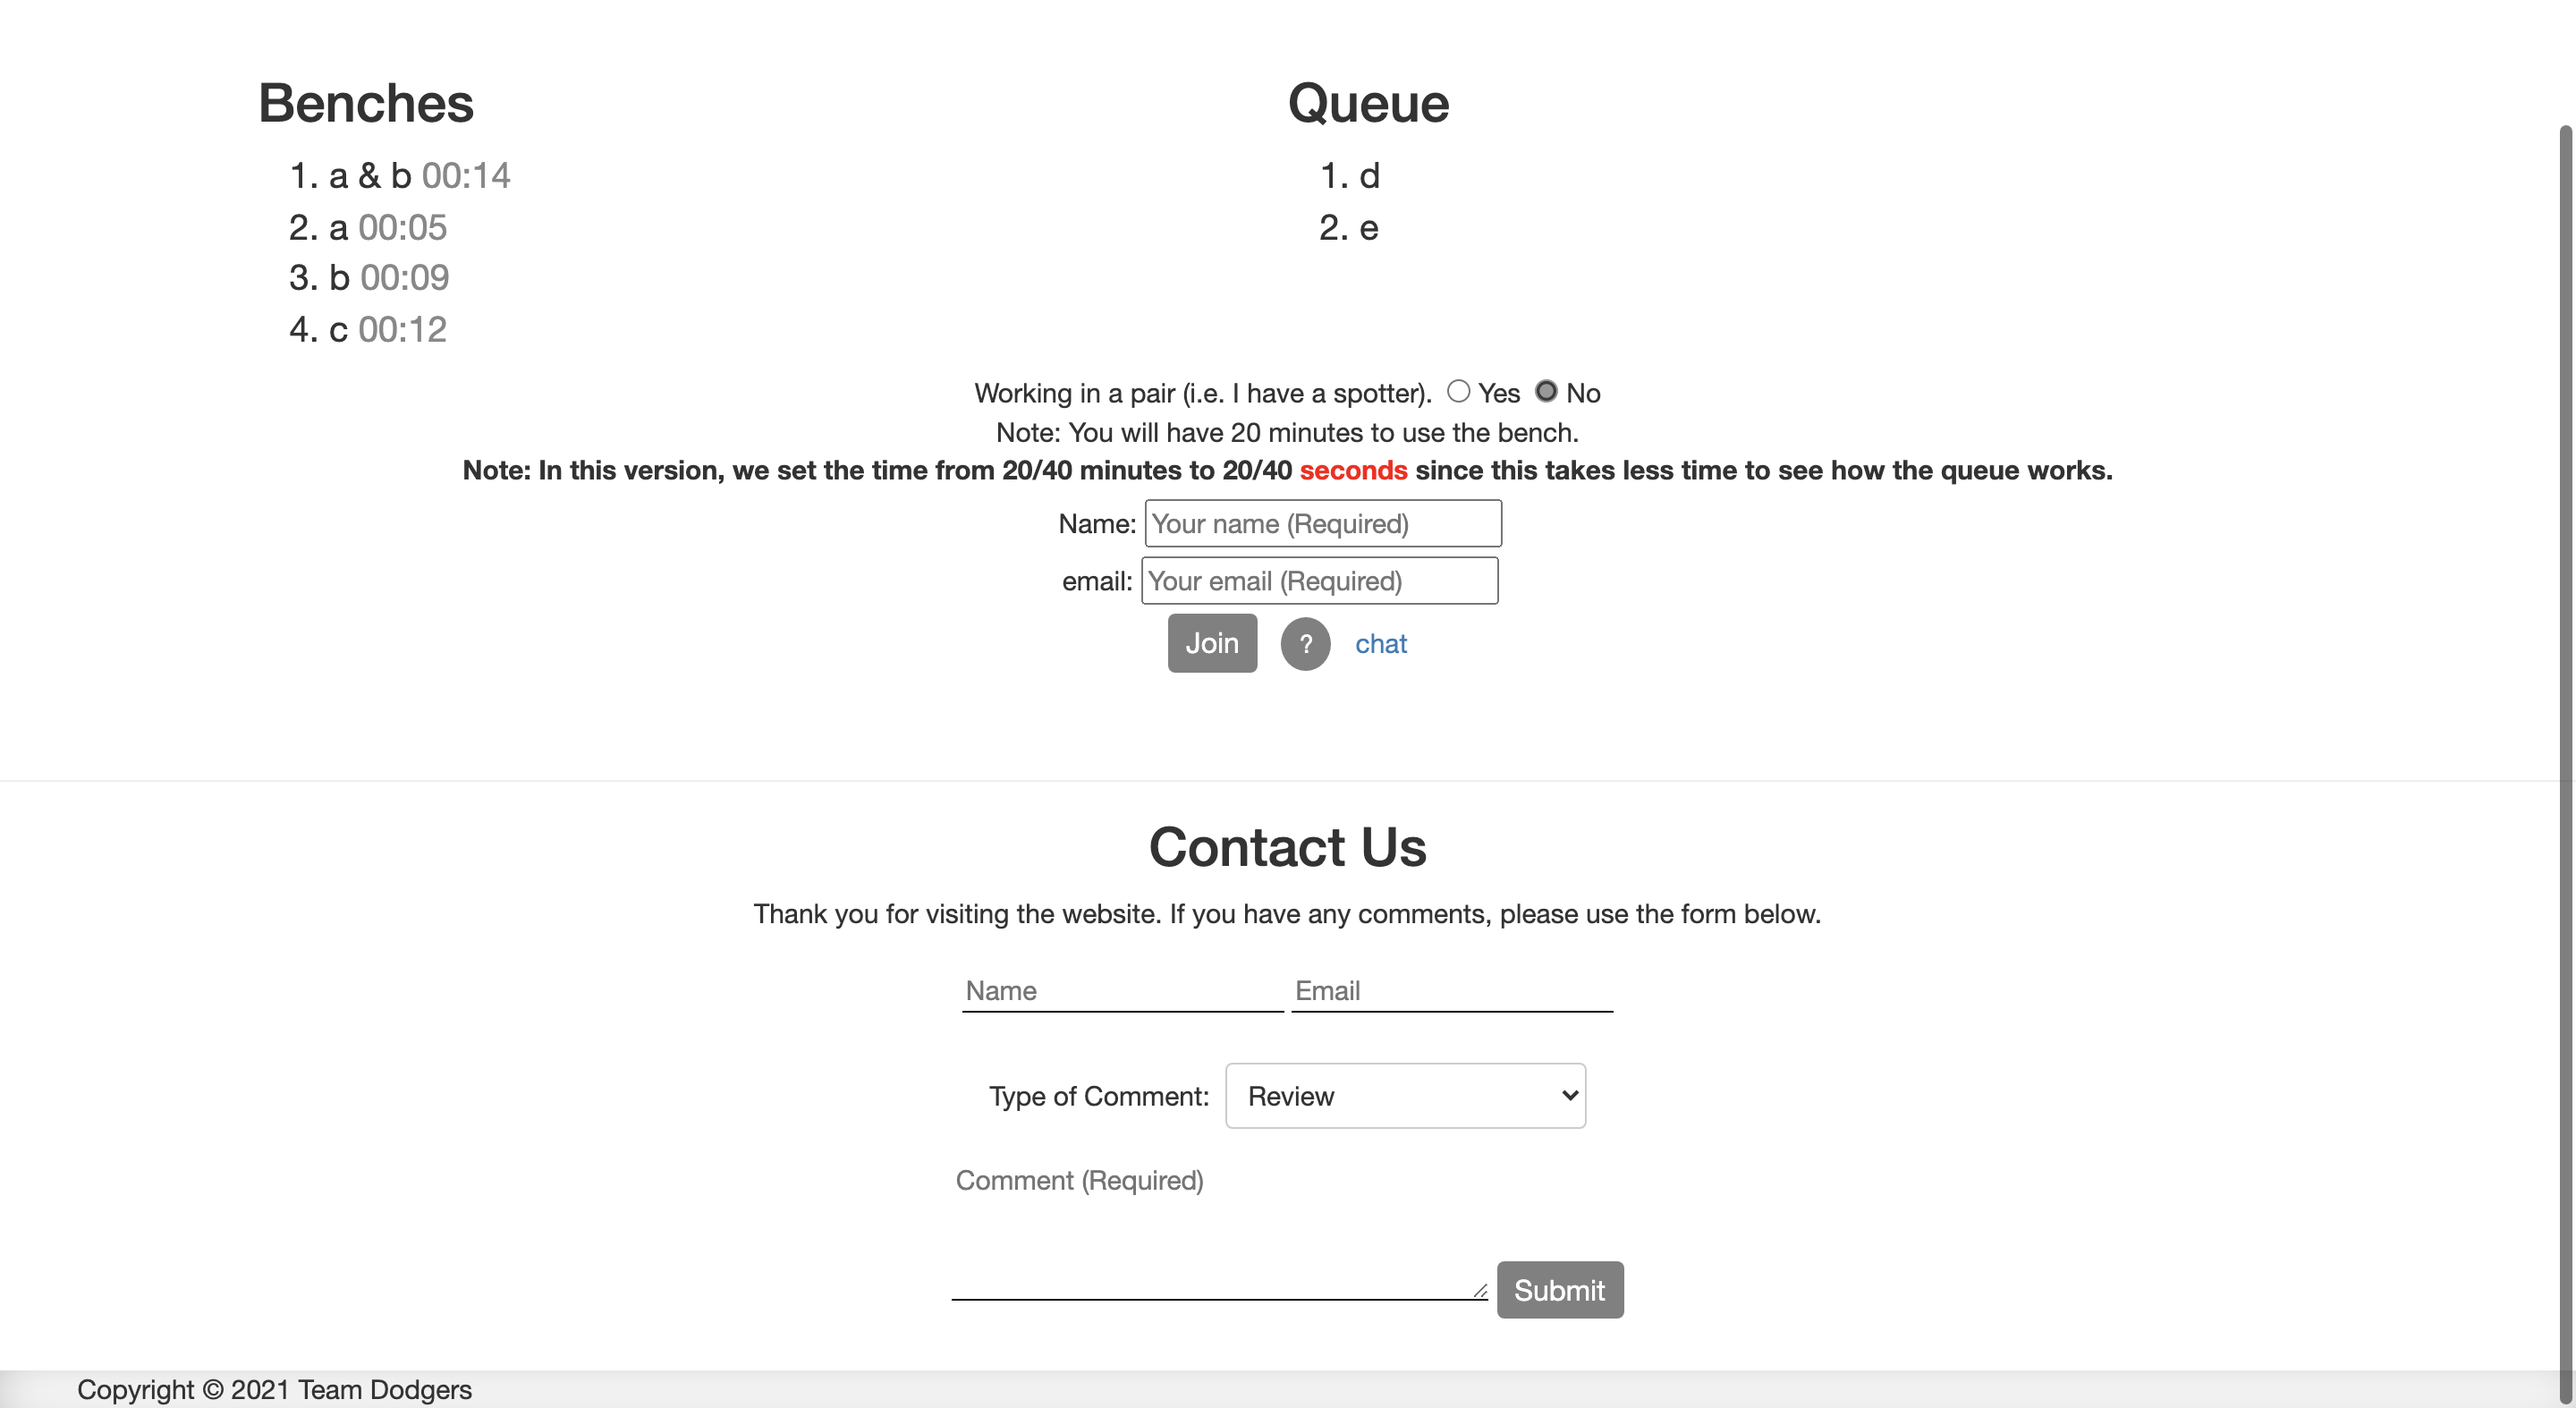 Benches
1. a & b 00:14
2. a 00:05
3. b 00:09
4. c 00:12
Queue
1. d
2. e
Working in a pair (i.e. I have a spotter). Yes No
Note: You will have 20 minutes to use the bench.
Note: In this version, we set the time from 20/40 minutes to 20/40 seconds since this takes less time to see how the queue works.
Name: Your name (Required)
email: Your email (Required)
Join ? chat
Contact Us
Thank you for visiting the website. If you have any comments, please use the form below.
Name Email
Type of Comment: Review
Comment (Required)
Submit
Copyright © 2021 Team Dodgers